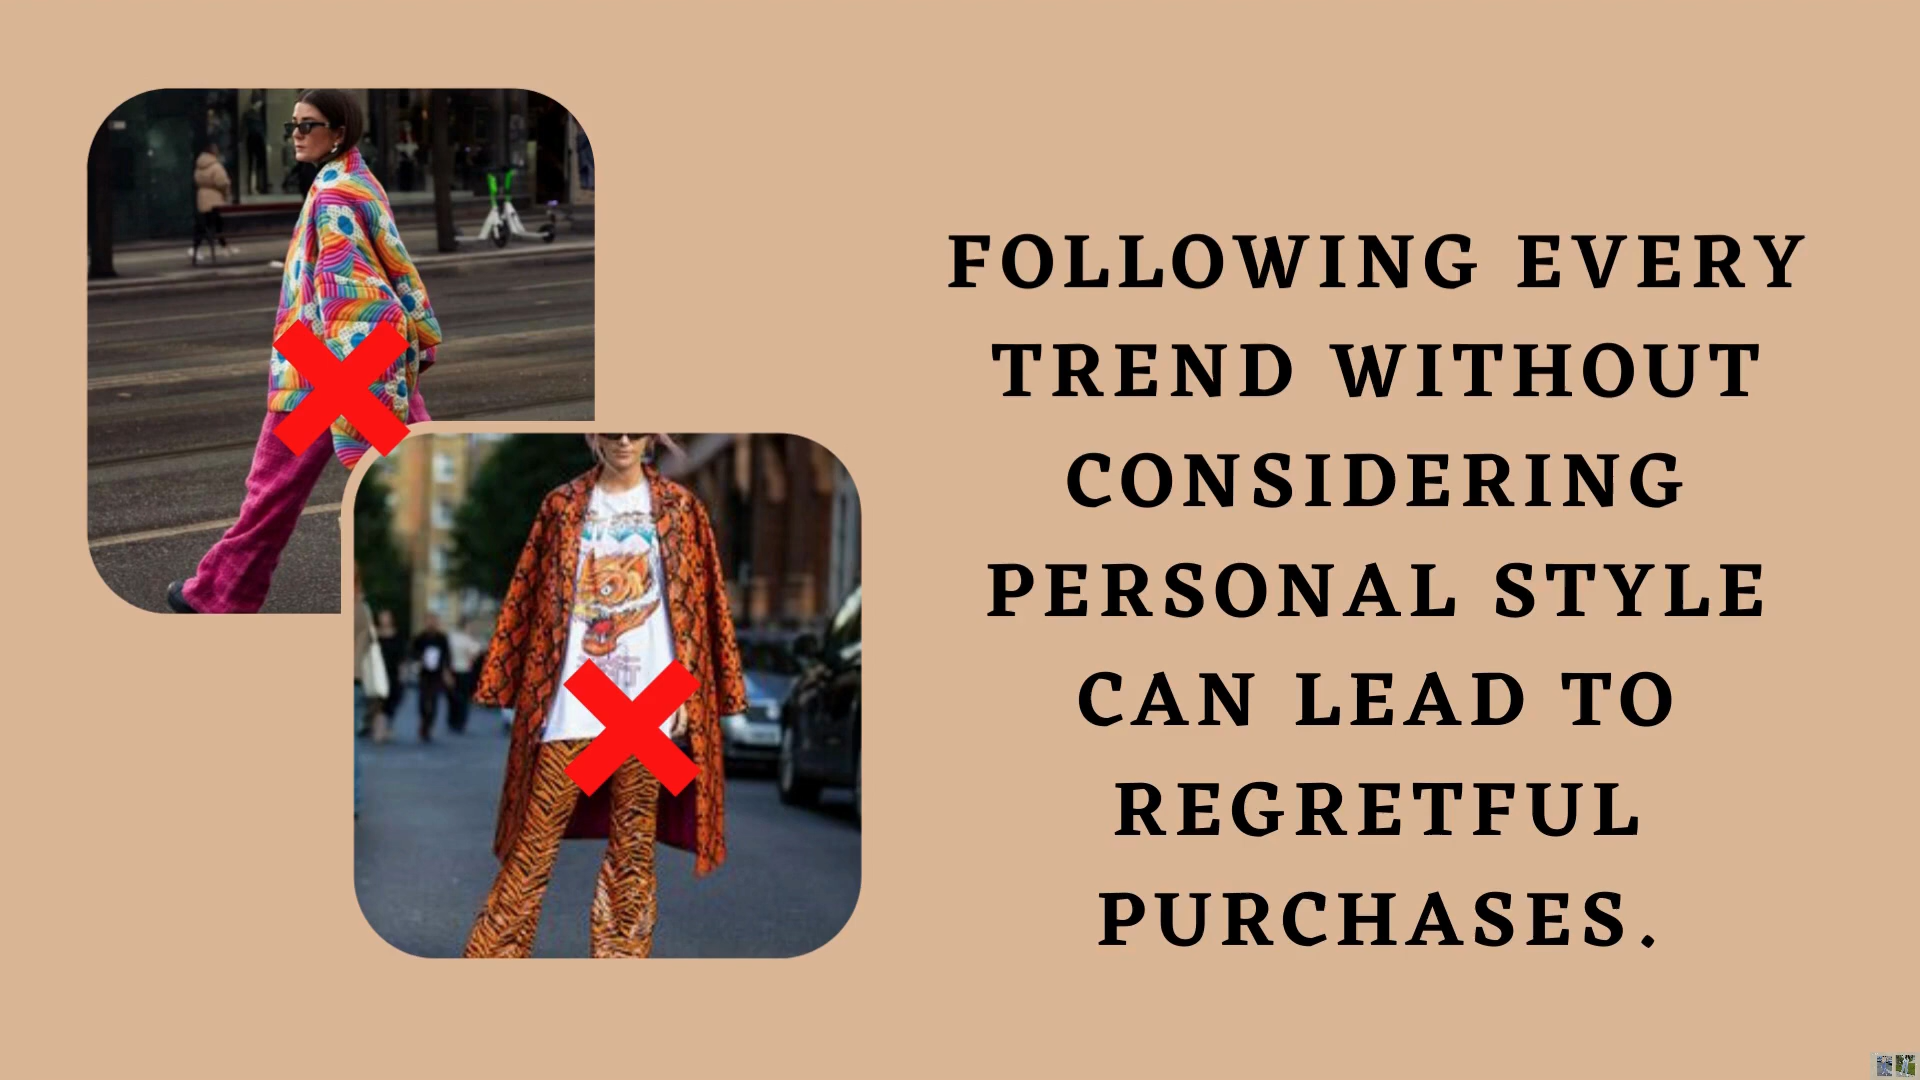 FOLLOWING EVERY
TREND WITHOUT
CONSIDERING
PERSONAL STYLE
CAN LEAD TO
REGRETFUL
PURCHASES.